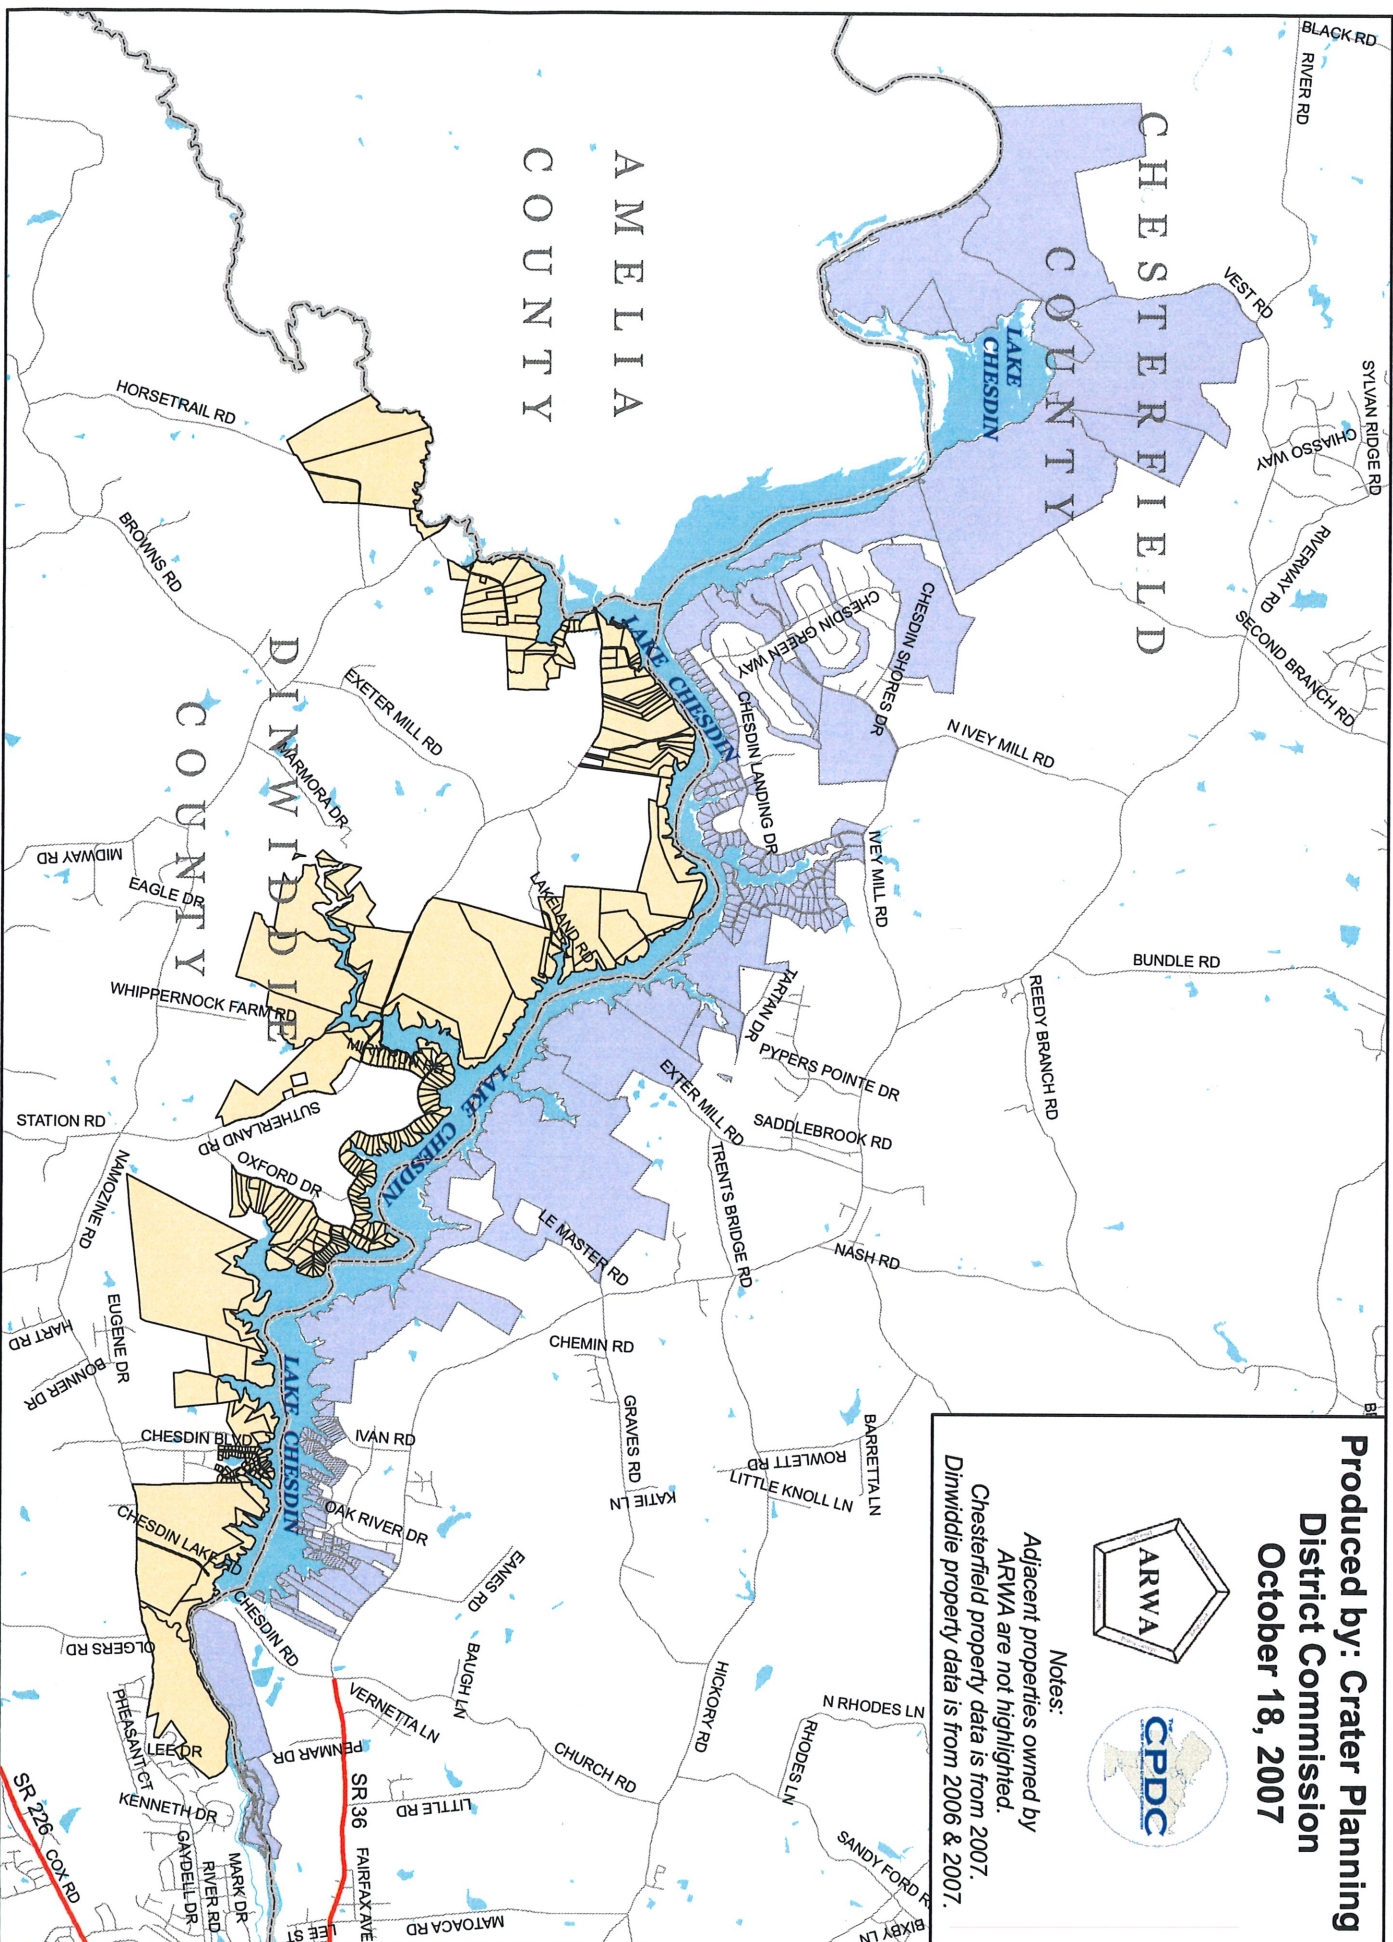 Produced by: Crater Planning
District Commission
October 18, 2007
ARWA
THE
CPDC
Notes:
Adjacent properties owned by
ARWA are not highlighted.
Chesterfield property data is from 2007.
Dinwiddie property data is from 2006 & 2007.
CHESTERFIELD
COUNTY
AMELIA
COUNTY
DINWIDDIE
COUNTY
LAKE
CHESDIN
LAKE CHESDIN
LAKE CHESDIN
LAKE CHESDIN
BLACK RD
RIVER RD
VEST RD
SYLVAN RIDGE RD
CHIASSO WAY
RIVERWAY RD
SECOND BRANCH RD
CHESDIN GREEN WAY
CHESDIN SHORES DR
CHESDIN LANDING DR
N IVEY MILL RD
IVEY MILL RD
BUNDLE RD
REEDY BRANCH RD
TARTAN DR
PYPERS POINTE DR
EXTER MILL RD
SADDLEBROOK RD
TRENTS BRIDGE RD
LE MASTER RD
NASH RD
CHEMIN RD
GRAVES RD
KATIE LN
BARRETTA LN
ROWLETT RD
LITTLE KNOLL LN
IVAN RD
OAK RIVER DR
EANES RD
BAUGH LN
HICKORY RD
N RHODES LN
RHODES LN
SANDY FORD R
BIXBY LN
CHURCH RD
VERNETTA LN
PENMAR DR
SR 36
LITTLE RD
FAIRFAX AVE
MATOACA RD
LEE ST
CHESDIN RD
HORSETRAIL RD
BROWNS RD
EXETER MILL RD
MARMORA DR
MIDWAY RD
EAGLE DR
LAKELAND RD
WHIPPERNOCK FARM RD
STATION RD
SUTHERLAND RD
OXFORD DR
NAMOZINE RD
HART RD
EUGENE DR
BONNER DR
CHESDIN BLVD
CHESDIN LAKE RD
OLGERS RD
PHEASANT CT
LEE DR
KENNETH DR
GAYDELL DR
RIVER RD
MARK DR
SR 226
COX RD